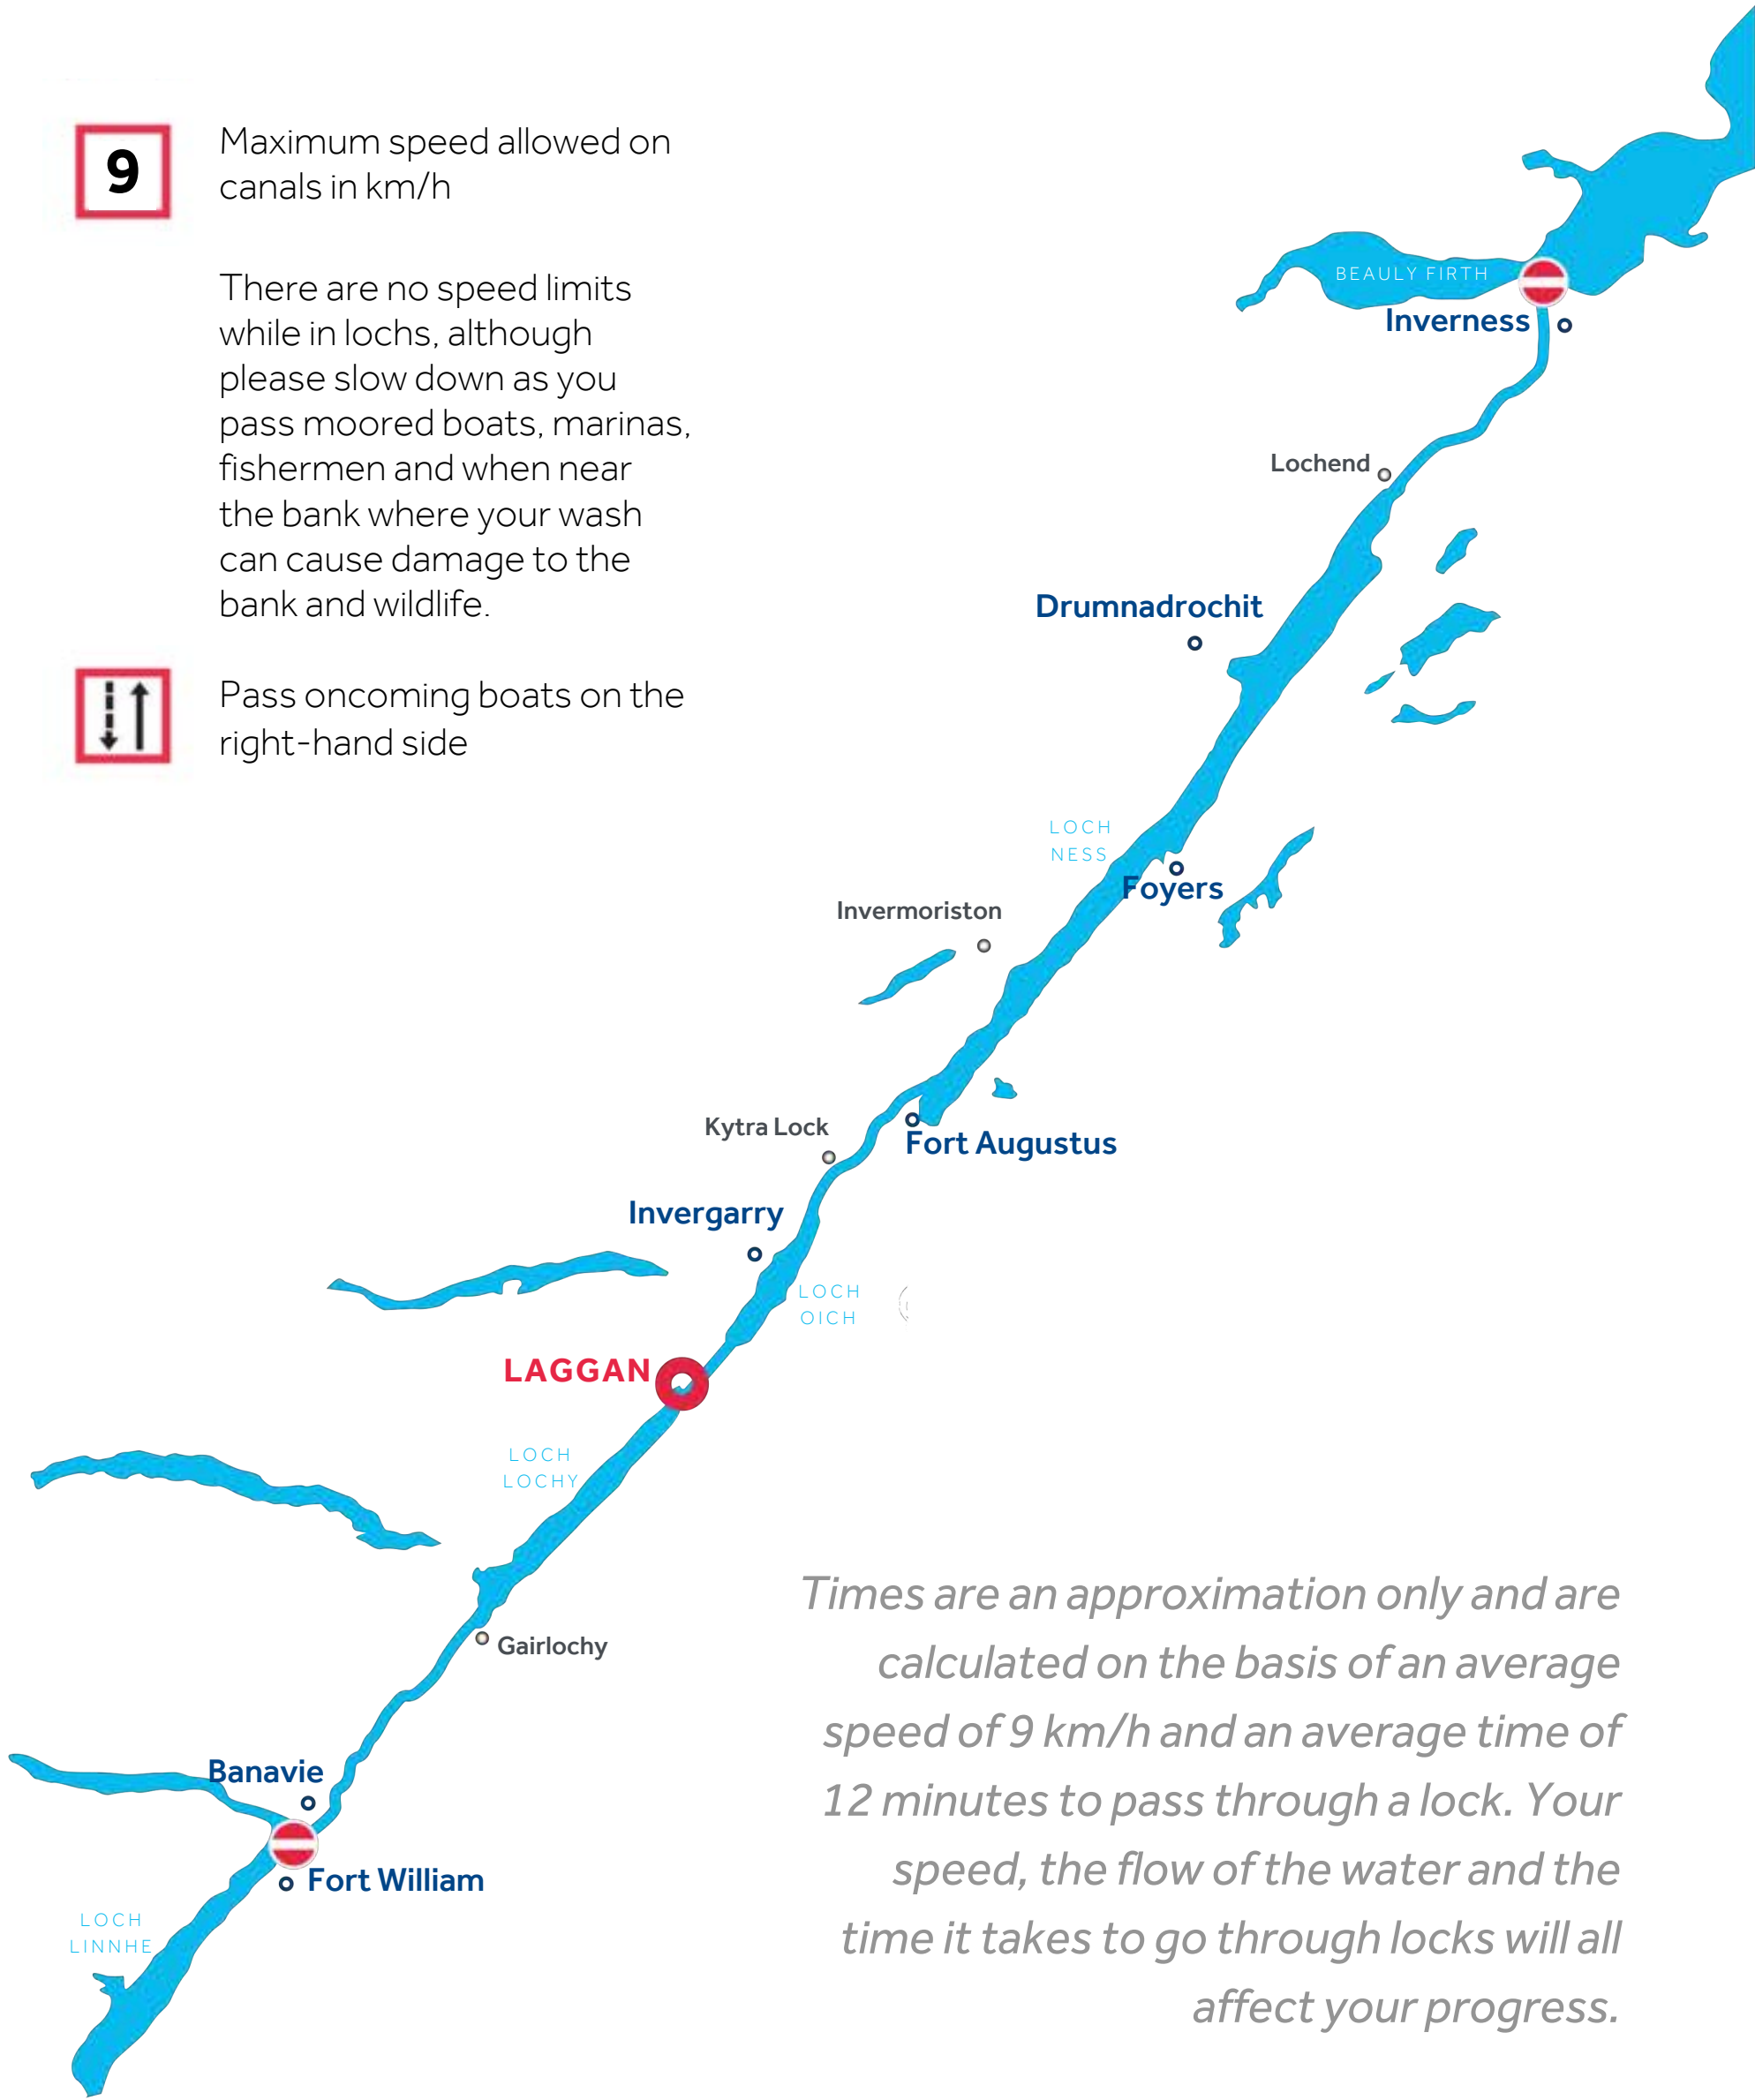 9
Maximum speed allowed on
canals in km/h
There are no speed limits
while in lochs, although
please slow down as you
pass moored boats, marinas,
fishermen and when near
the bank where your wash
can cause damage to the
bank and wildlife.
Pass oncoming boats on the
right-hand side
BEAULY FIRTH
Inverness
Lochend
Drumnadrochit
LOCH
NESS
Foyers
Invermoriston
Kytra Lock
Fort Augustus
Invergarry
LOCH
OICH
LAGGAN
LOCH
LOCHY
Gairlochy
Banavie
Fort William
LOCH
LINNHE
Times are an approximation only and are
calculated on the basis of an average
speed of 9 km/h and an average time of
12 minutes to pass through a lock. Your
speed, the flow of the water and the
time it takes to go through locks will all
affect your progress.